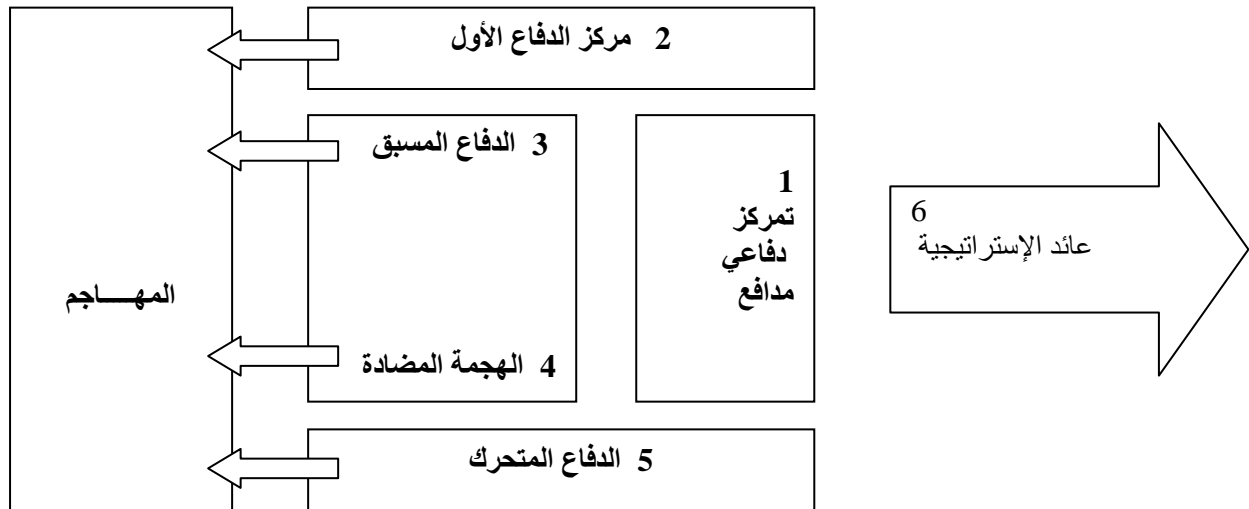 2 مركز الدفاع الأول
3 الدفاع المسبق
1
تمركز
دفاعي
مدافع
6
عائد الإستراتيجية
المهـــاجم
4 الهجمة المضادة
5 الدفاع المتحرك